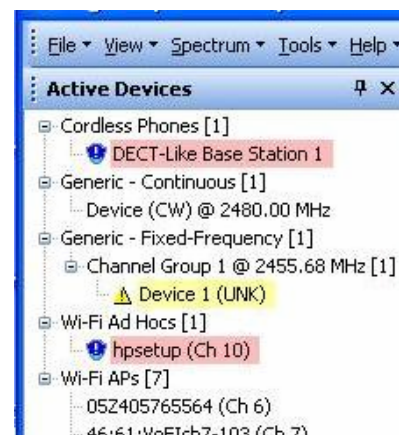 File View Spectrum Tools Help
Active Devices
Cordless Phones [1]
DECT-Like Base Station 1
Generic - Continuous [1]
Device (CW) @ 2480.00 MHz
Generic - Fixed-Frequency [1]
Channel Group 1 @ 2455.68 MHz [1]
Device 1 (UNK)
Wi-Fi Ad Hocs [1]
hpsetup (Ch 10)
Wi-Fi APs [7]
05Z405765564 (Ch 6)